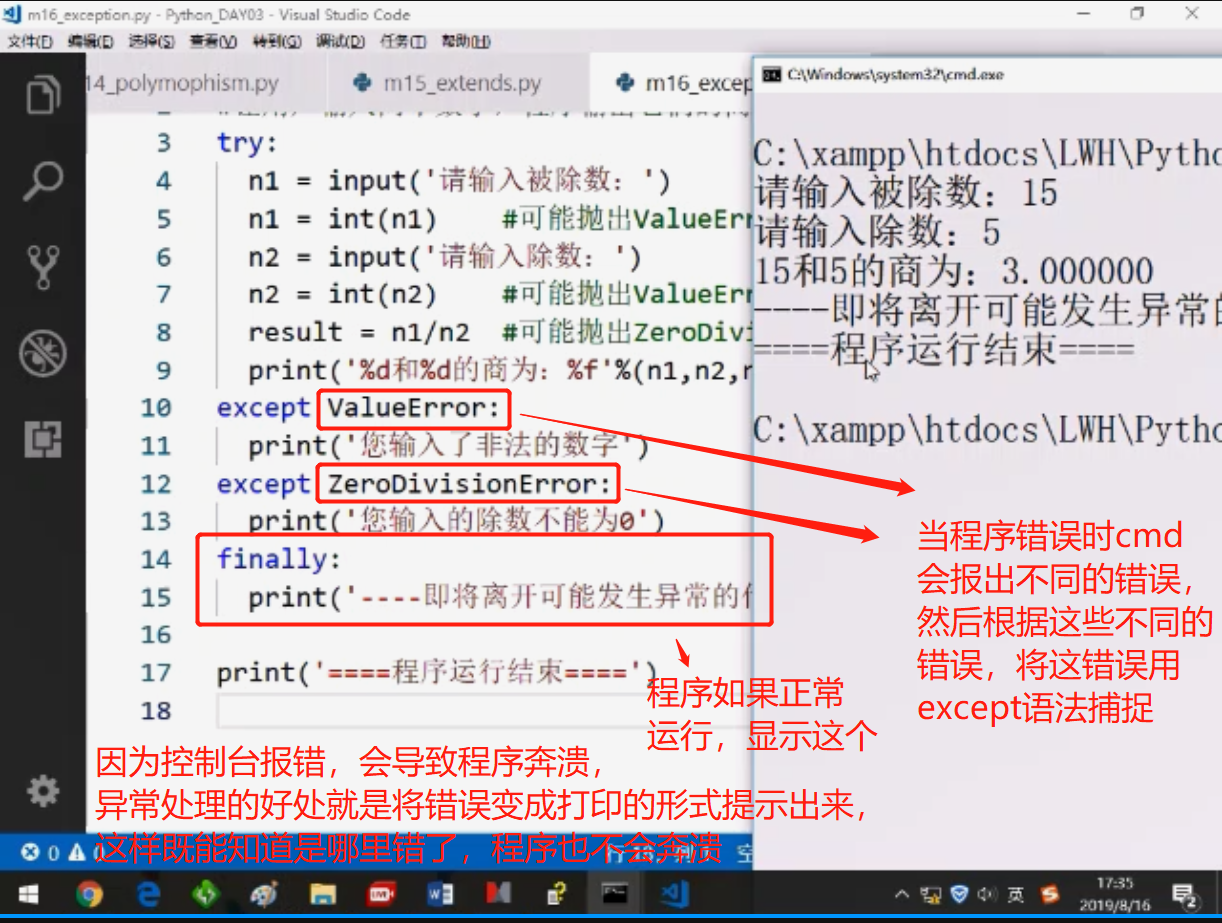 m16_exception.py - Python_DAY03 - Visual Studio Code
文件(F) 编辑(E) 选择(S) 查看(V) 转到(G) 调试(D) 任务(T) 帮助(H)
14_polymophism.py m15_extends.py m16_excep
3 try:
4 n1 = input('请输入被除数：')
5 n1 = int(n1) #可能抛出ValueErr
6 n2 = input('请输入除数：')
7 n2 = int(n2) #可能抛出ValueErr
8 result = n1/n2 #可能抛出ZeroDivi
9 print('%d和%d的商为：%f'%(n1,n2,r
10 except ValueError:
11 print('您输入了非法的数字')
12 except ZeroDivisionError:
13 print('您输入的除数不能为0')
14 finally:
15 print('----即将离开可能发生异常的代
16
17 print('====程序运行结束====')
18
C:\Windows\system32\cmd.exe
C:\xampp\htdocs\LWH\Pytho
请输入被除数：15
请输入除数：5
15和5的商为：3.000000
----即将离开可能发生异常的
====程序运行结束====
C:\xampp\htdocs\LWH\Pytho
当程序错误时cmd
会报出不同的错误，
然后根据这些不同的
错误，将这错误用
except语法捕捉
程序如果正常
运行，显示这个
因为控制台报错，会导致程序奔溃，
异常处理的好处就是将错误变成打印的形式提示出来，
这样既能知道是哪里错了，程序也不会奔溃
0
英
17:35
2019/8/16
2